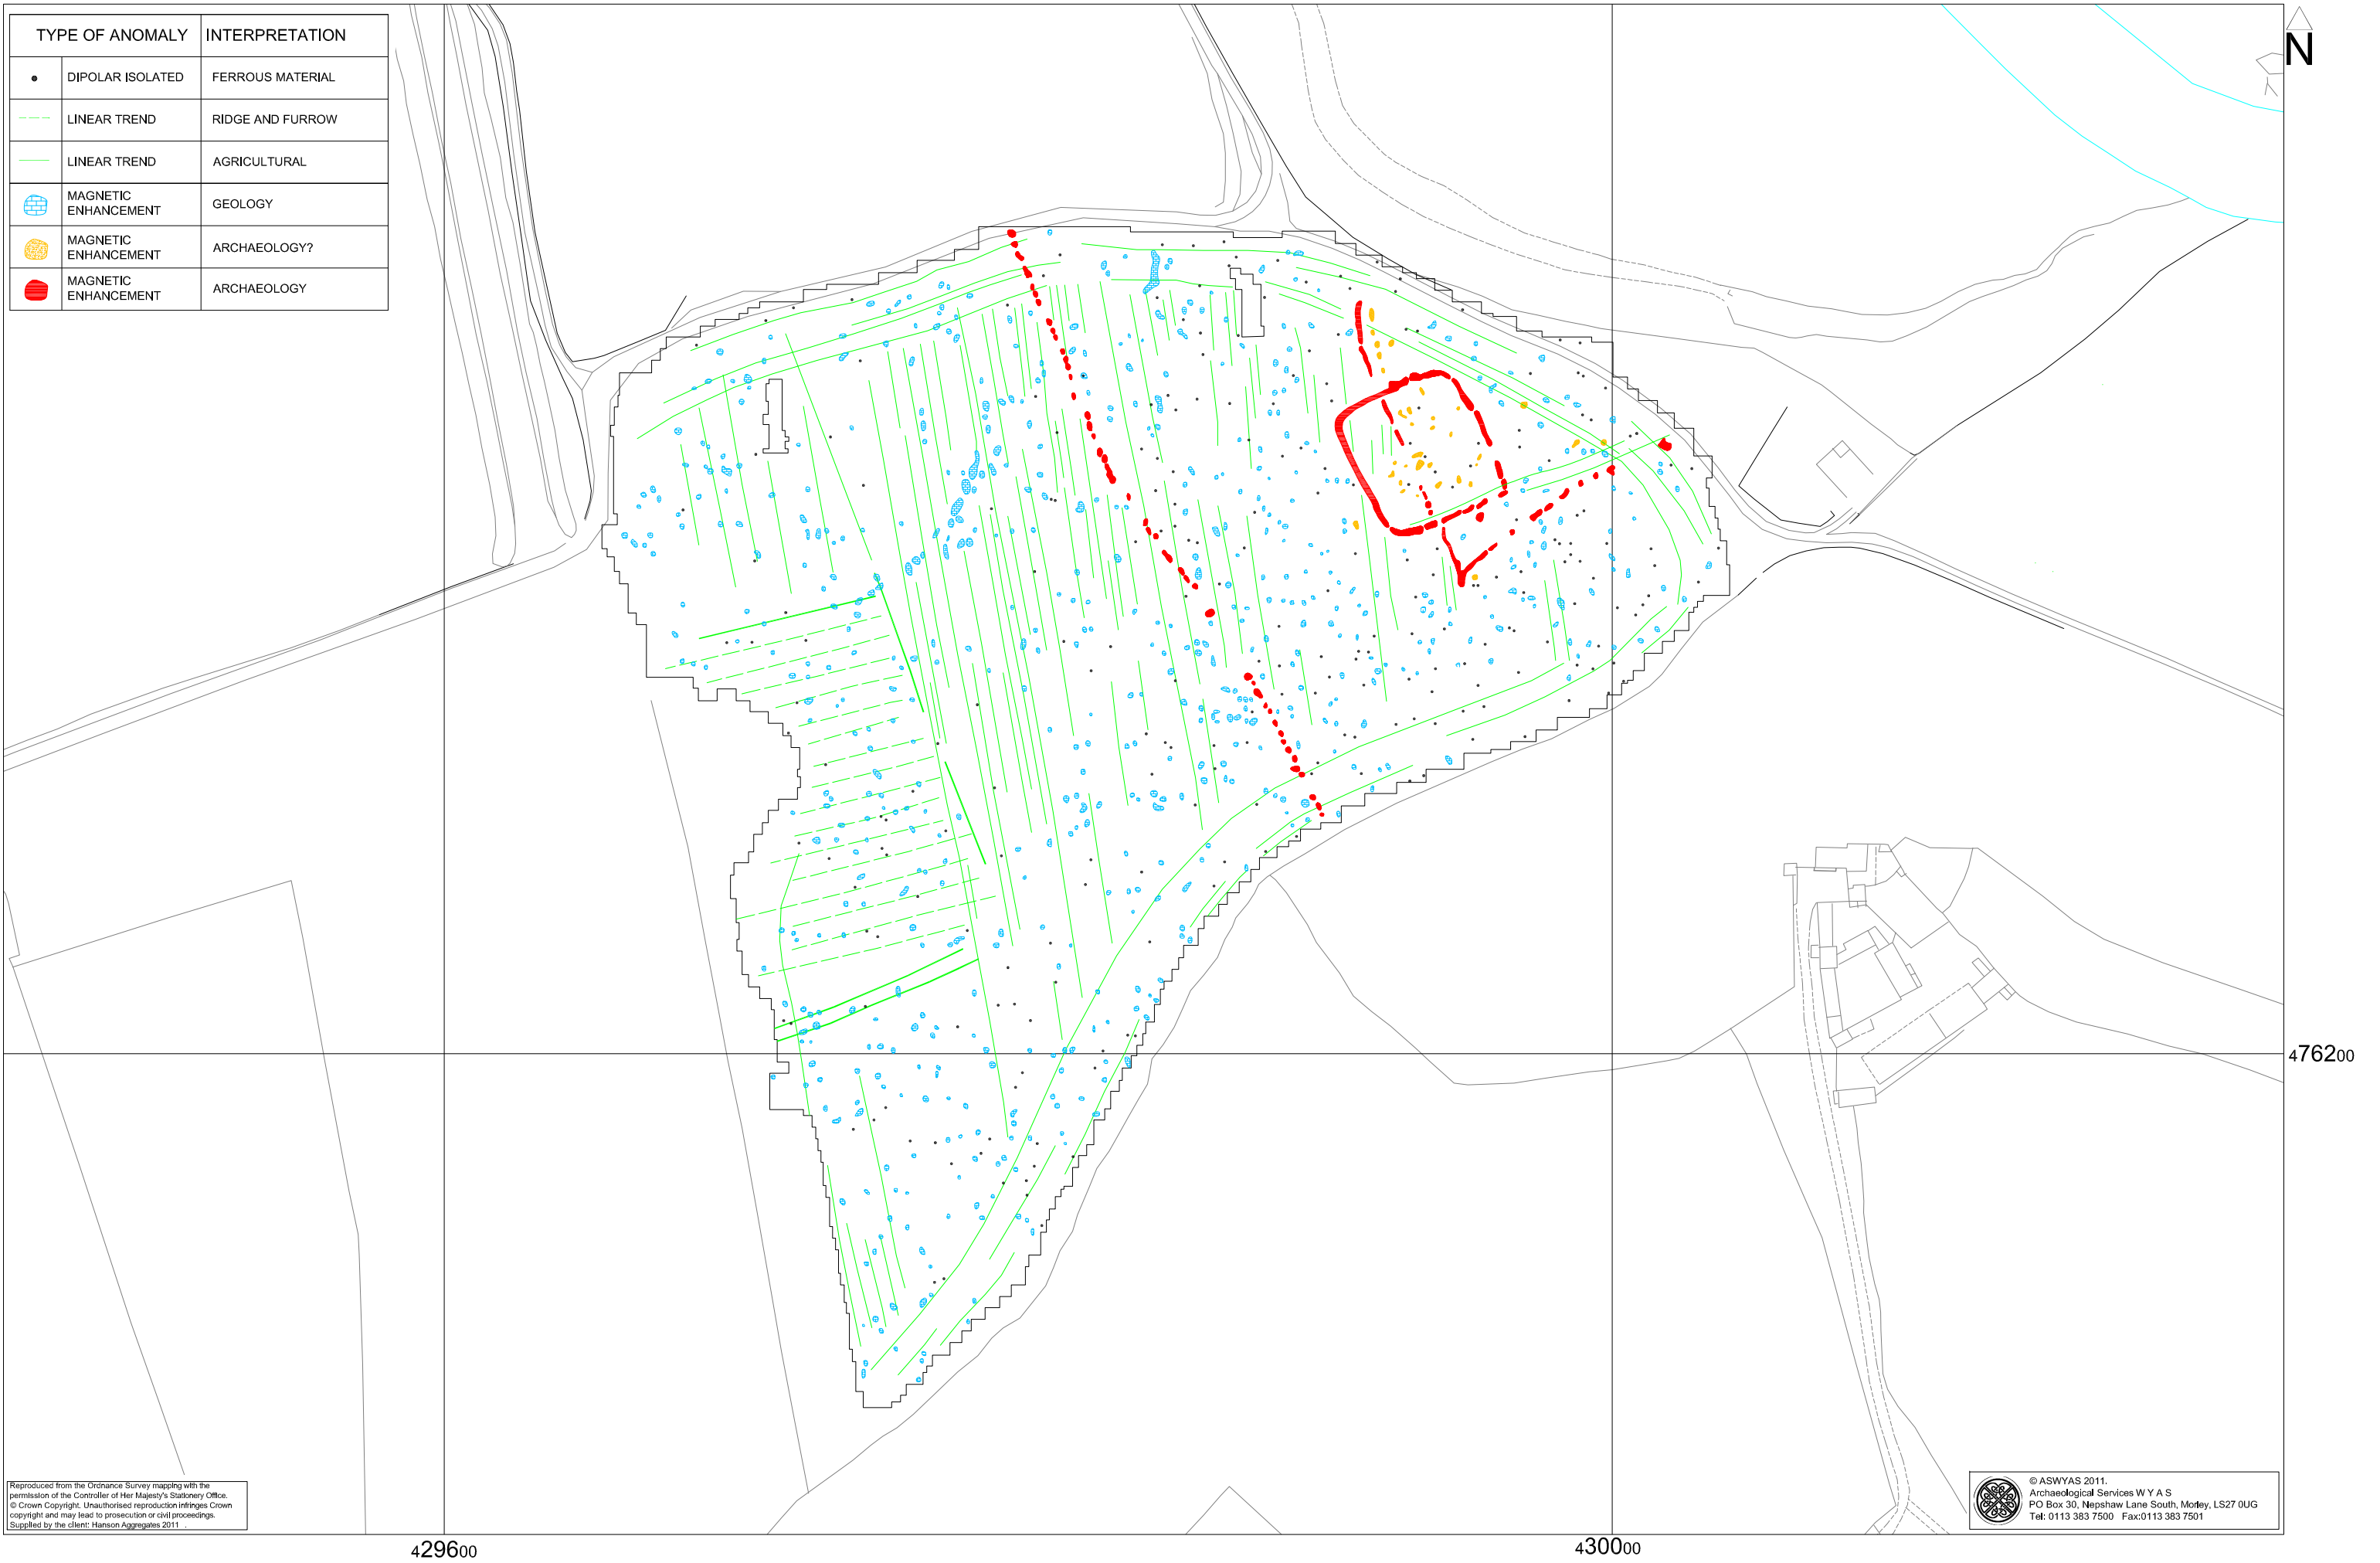 TYPE OF ANOMALY INTERPRETATION
DIPOLAR ISOLATED FERROUS MATERIAL
LINEAR TREND RIDGE AND FURROW
LINEAR TREND AGRICULTURAL
MAGNETIC
ENHANCEMENT
GEOLOGY
MAGNETIC
ENHANCEMENT
ARCHAEOLOGY?
MAGNETIC
ENHANCEMENT
ARCHAEOLOGY
N
476200
Reproduced from the Ordnance Survey mapping with the
permission of the Controller of Her Majesty's Stationery Office.
© Crown Copyright. Unauthorised reproduction infringes Crown
copyright and may lead to prosecution or civil proceedings.
Supplied by the client: Hanson Aggregates 2011 .
© ASWYAS 2011.
Archaeological Services W Y A S
PO Box 30, Nepshaw Lane South, Morley, LS27 0UG
Tel: 0113 383 7500 Fax:0113 383 7501
429600
430000